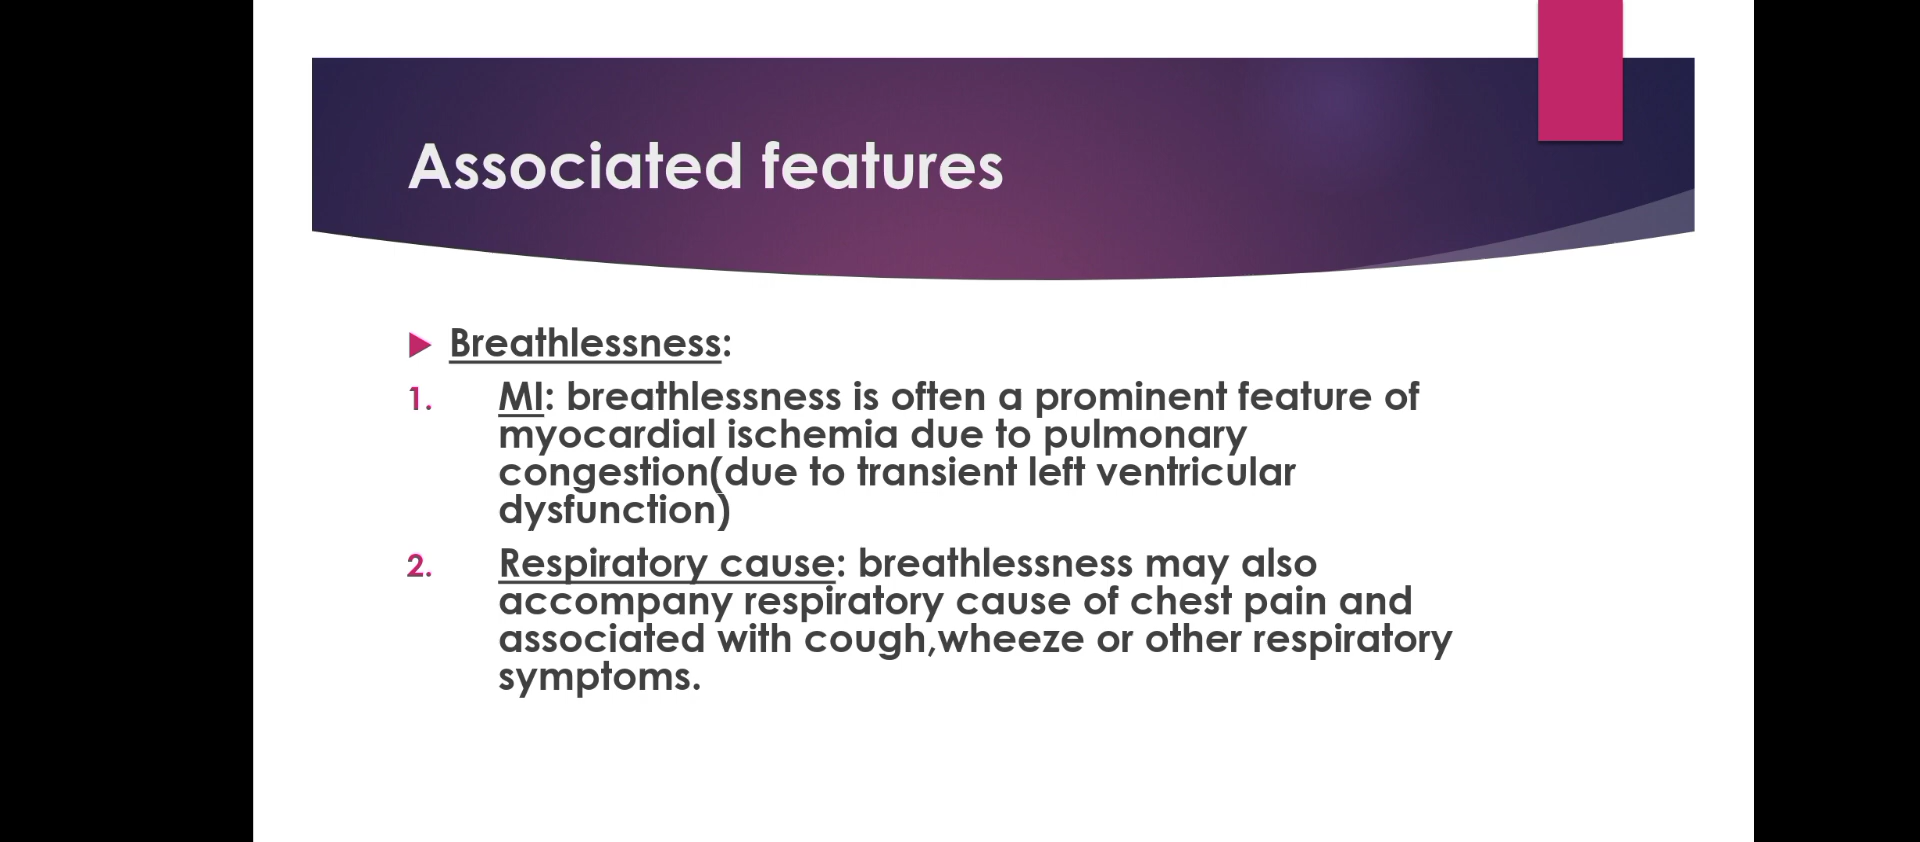 Associated features
Breathlessness:
1. MI: breathlessness is often a prominent feature of
myocardial ischemia due to pulmonary
congestion(due to transient left ventricular
dysfunction)
2. Respiratory cause: breathlessness may also
accompany respiratory cause of chest pain and
associated with cough,wheeze or other respiratory
symptoms.